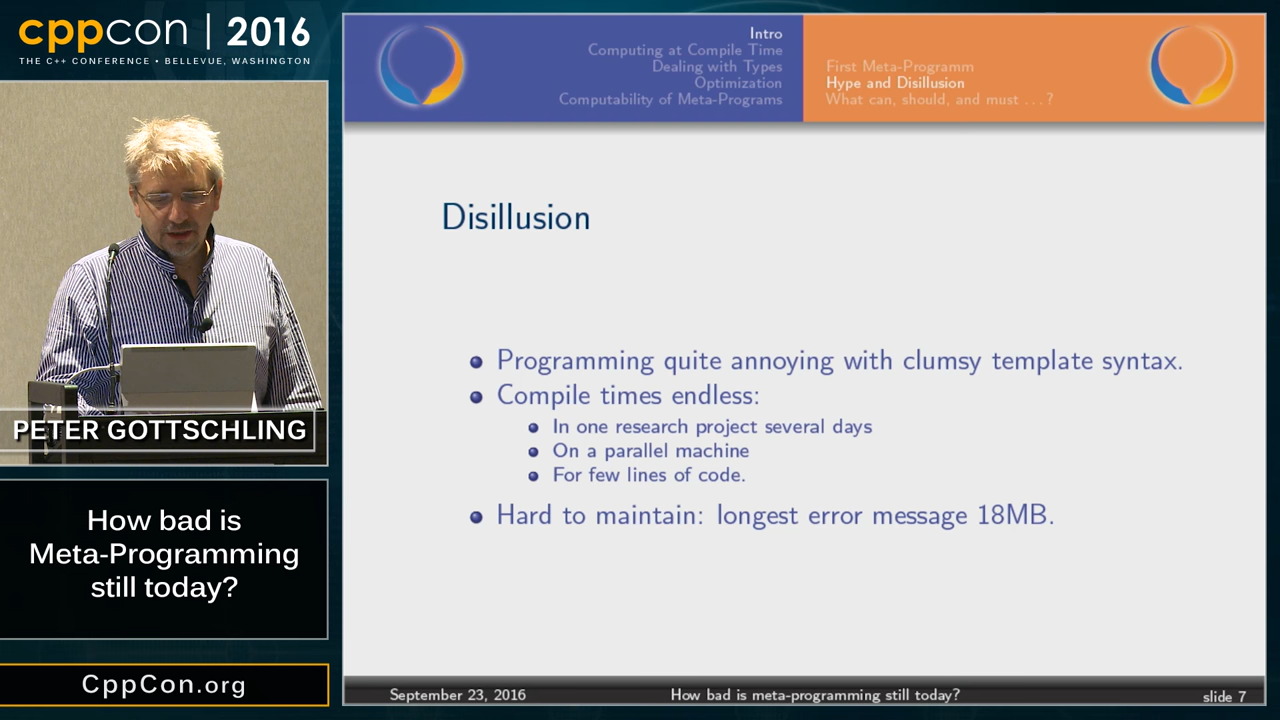 cppcon | 2016
THE C++ CONFERENCE • BELLEVUE, WASHINGTON
PETER GOTTSCHLING
How bad is
Meta-Programming
still today?
CppCon.org
Intro
Computing at Compile Time
Dealing with Types
Optimization
Computability of Meta-Programs
First Meta-Programm
Hype and Disillusion
What can, should, and must ...?
Disillusion
Programming quite annoying with clumsy template syntax.
Compile times endless:
In one research project several days
On a parallel machine
For few lines of code.
Hard to maintain: longest error message 18MB.
September 23, 2016
How bad is meta-programming still today?
slide 7